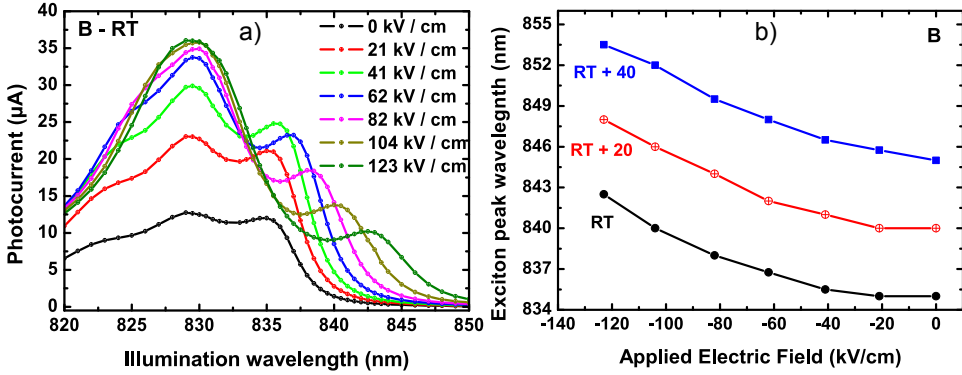 B - RT
a)
0 kV / cm
21 kV / cm
41 kV / cm
62 kV / cm
82 kV / cm
104 kV / cm
123 kV / cm
Photocurrent (µA)
40
35
30
25
20
15
10
5
0
820 825 830 835 840 845 850
Illumination wavelength (nm)
b)
B
RT + 40
RT + 20
RT
Exciton peak wavelegnth (nm)
855
852
849
846
843
840
837
834
-140 -120 -100 -80 -60 -40 -20 0
Applied Electric Field (kV/cm)